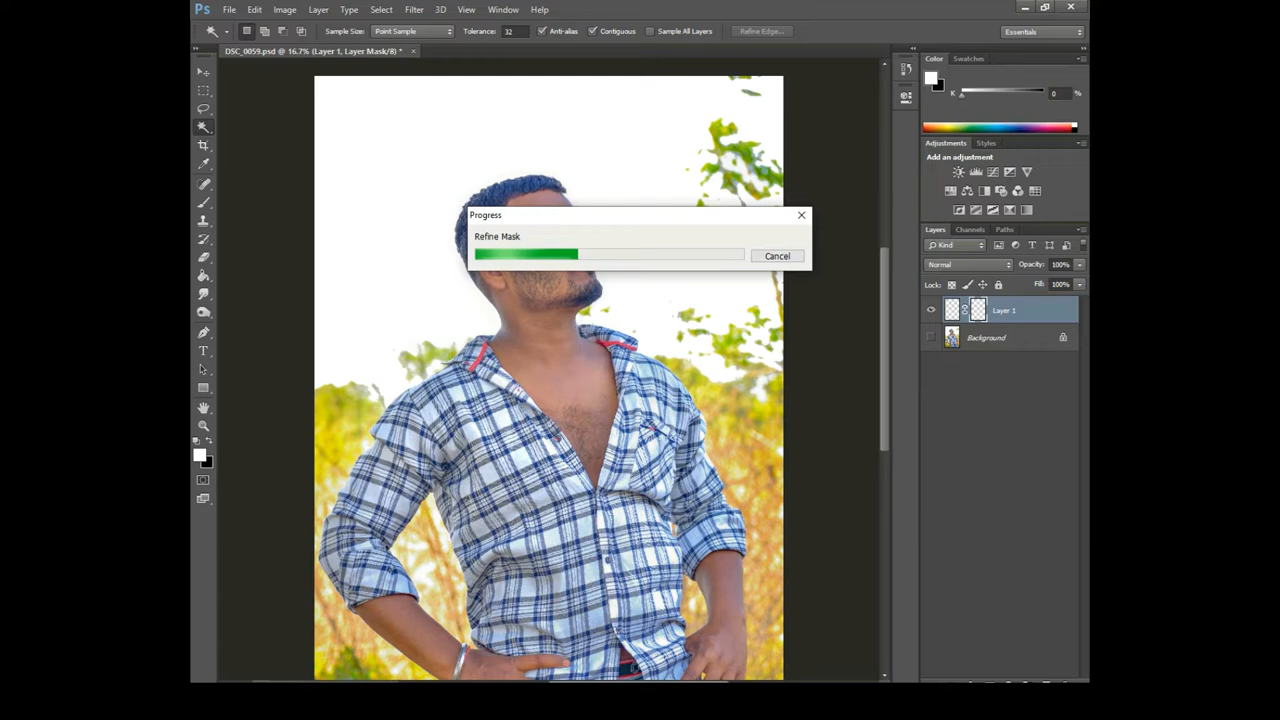 Ps File Edit Image Layer Type Select Filter 3D View Window Help
Sample Size: Point Sample Tolerance: 32 Anti-alias Contiguous Sample All Layers Refine Edge... Essentials
DSC_0059.psd @ 16.7% (Layer 1, Layer Mask/8) * ×
Color Swatches
K 0 %
Adjustments Styles
Add an adjustment
Layers Channels Paths
Kind
Normal Opacity: 100%
Lock: Fill: 100%
Layer 1
Background
Progress
Refine Mask
Cancel